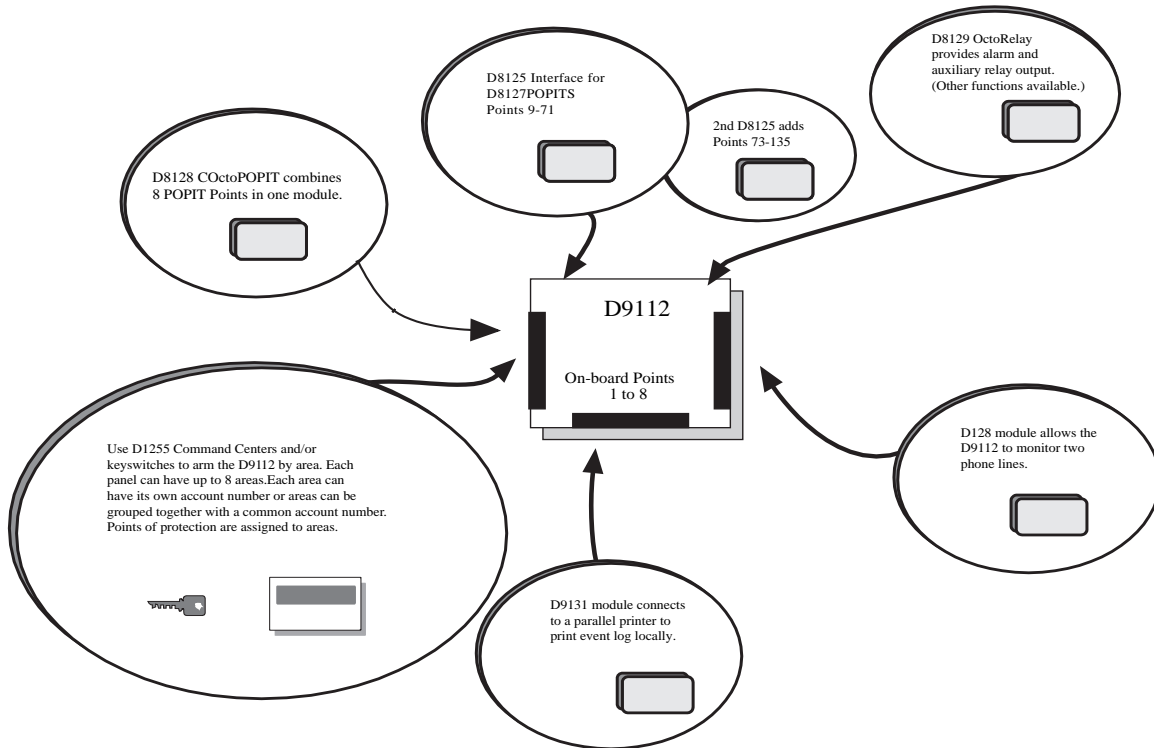 D8129 OctoRelay
provides alarm and
auxiliary relay output.
(Other functions available.)
D8125 Interface for
D8127POPITS
Points 9-71
2nd D8125 adds
Points 73-135
D8128 COctoPOPIT combines
8 POPIT Points in one module.
D9112
On-board Points
1 to 8
Use D1255 Command Centers and/or
keyswitches to arm the D9112 by area. Each
panel can have up to 8 areas.Each area can
have its own account number or areas can be
grouped together with a common account number.
Points of protection are assigned to areas.
D128 module allows the
D9112 to monitor two
phone lines.
D9131 module connects
to a parallel printer to
print event log locally.